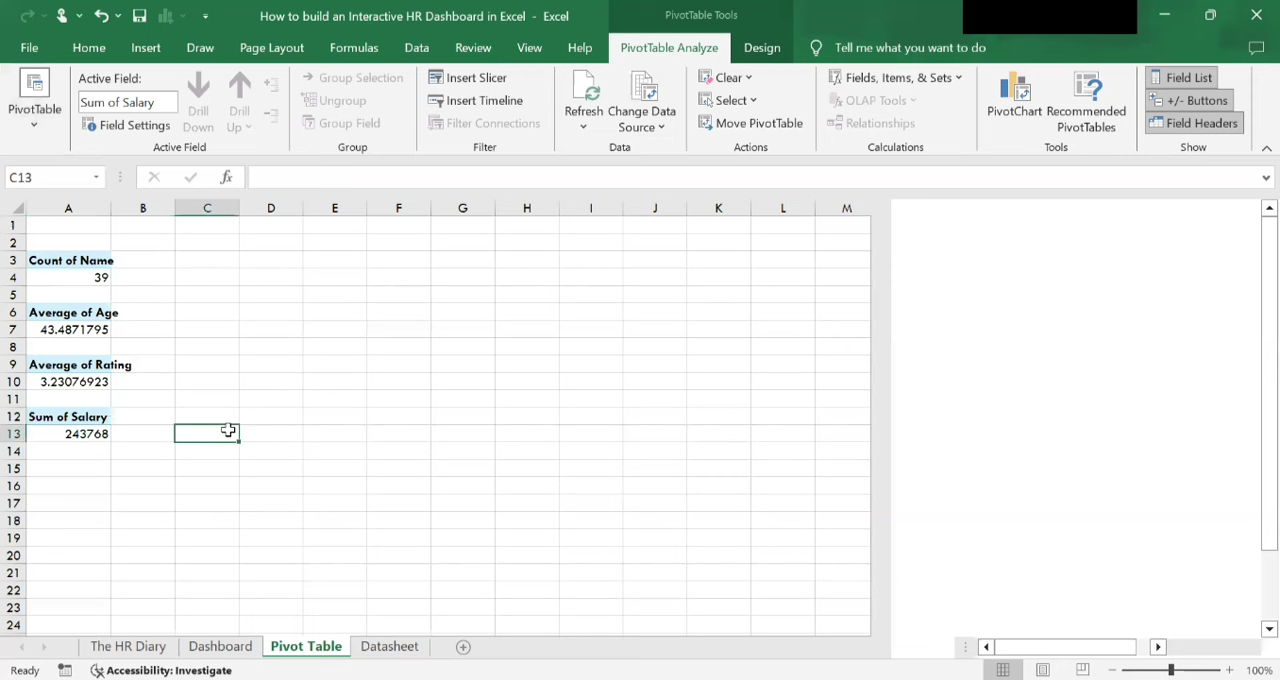 How to build an Interactive HR Dashboard in Excel - Excel
PivotTable Tools
File Home Insert Draw Page Layout Formulas Data Review View Help PivotTable Analyze Design Tell me what you want to do
PivotTable
Active Field:
Sum of Salary
Field Settings
Drill Down
Drill Up
Active Field
Group Selection
Ungroup
Group Field
Group
Insert Slicer
Insert Timeline
Filter Connections
Filter
Refresh
Change Data Source
Data
Clear
Select
Move PivotTable
Actions
Fields, Items, & Sets
OLAP Tools
Relationships
Calculations
PivotChart
Recommended PivotTables
Tools
Field List
+/- Buttons
Field Headers
Show
C13
fx
A B C D E F G H I J K L M
1
2
3 Count of Name
4 39
5
6 Average of Age
7 43.4871795
8
9 Average of Rating
10 3.23076923
11
12 Sum of Salary
13 243768
14
15
16
17
18
19
20
21
22
23
24
The HR Diary Dashboard Pivot Table Datasheet
Ready Accessibility: Investigate 100%